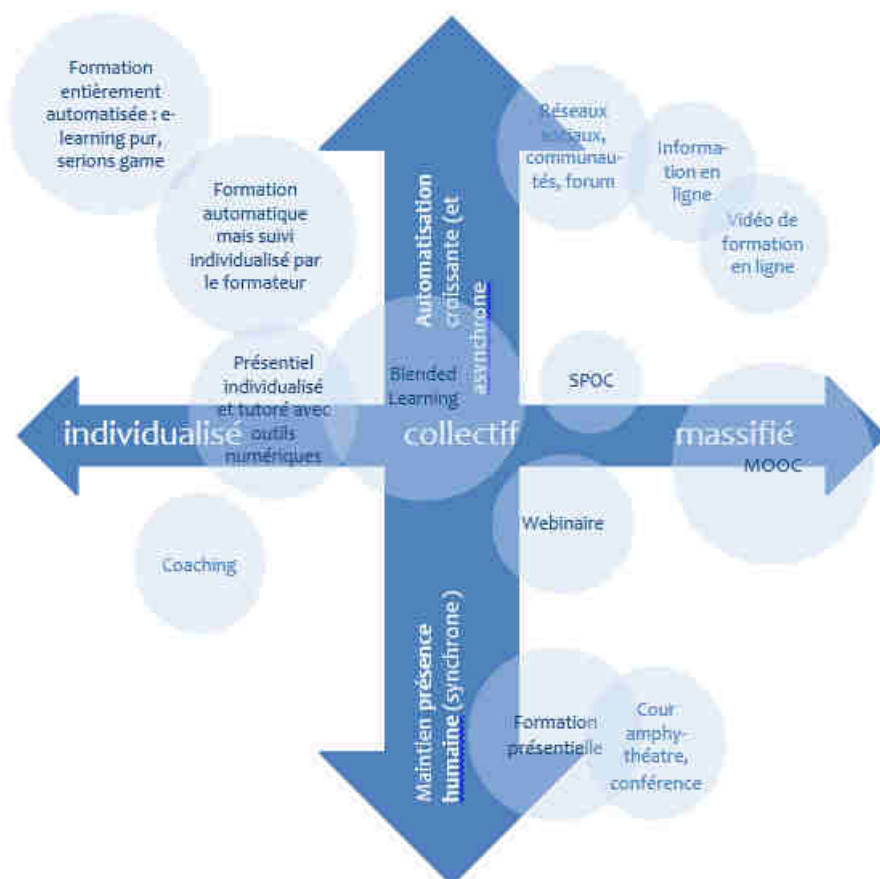 Formation
entièrement
automatisée : e-
learning pur,
serions game
Formation
automatique
mais suivi
individualisé par
le formateur
Réseaux
sociaux,
communau-
tés, forum
Informa-
tion en
ligne
Vidéo de
formation
en ligne
Automatisation
croissante (et
asynchrone
Présentiel
individualisé
et tutoré avec
outils
numériques
Blended
Learning
SPOC
individualisé
collectif
massifié
MOOC
Coaching
Webinaire
Maintien présence
humaine (synchrone )
Formation
présentielle
Cour
amphy-
théatre,
conférence